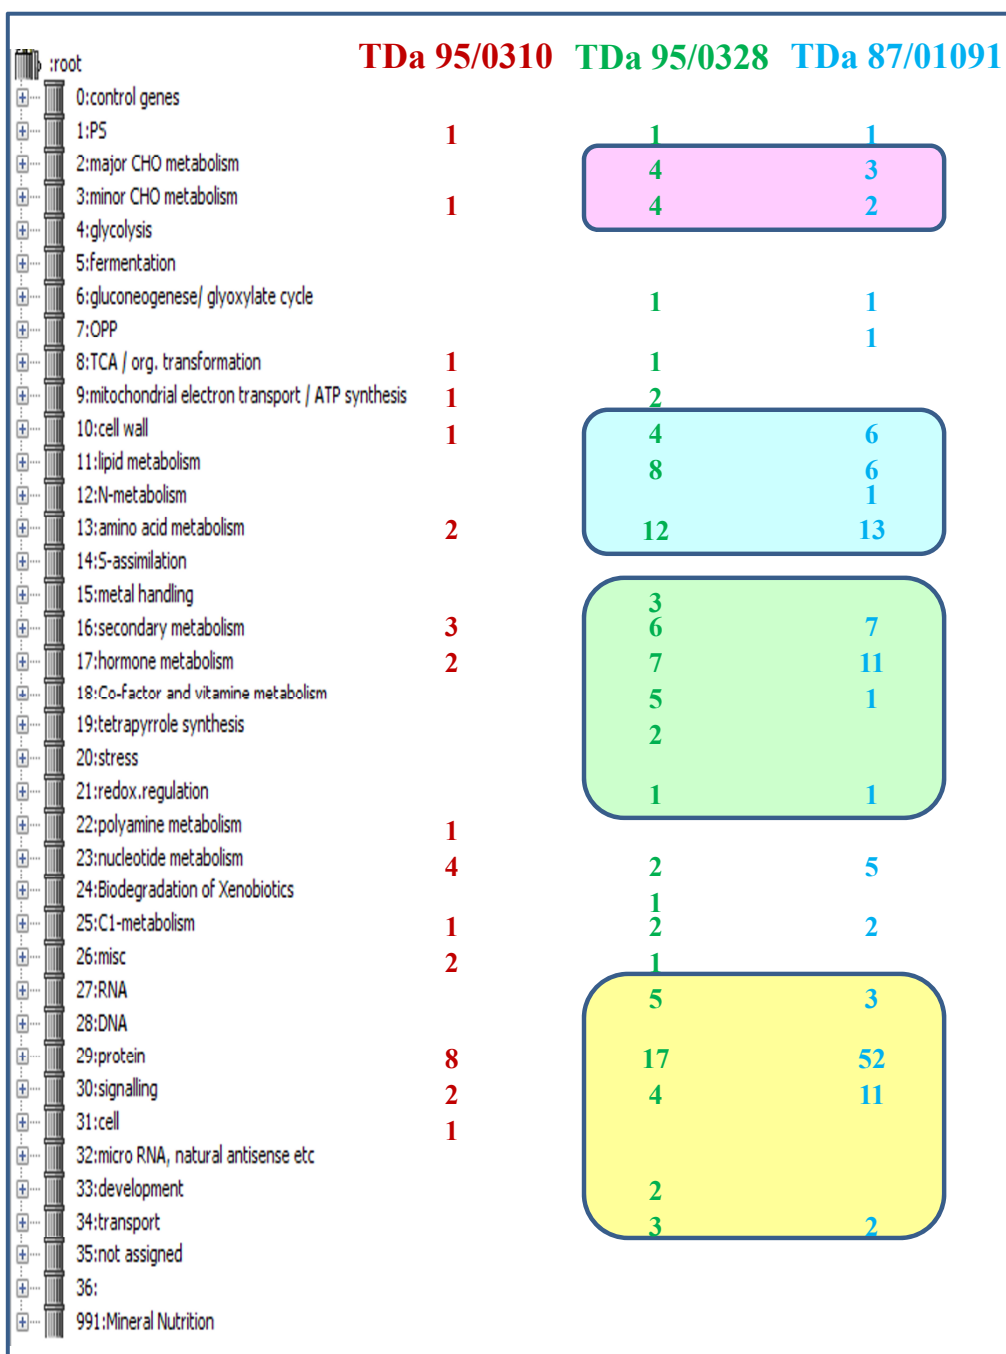 :root TDa 95/0310 TDa 95/0328 TDa 87/01091
0:control genes
1:PS 1 1 1
2:major CHO metabolism 4 3
3:minor CHO metabolism 1 4 2
4:glycolysis
5:fermentation
6:gluconeogenese/ glyoxylate cycle 1 1
7:OPP 1
8:TCA / org. transformation 1 1
9:mitochondrial electron transport / ATP synthesis 1 2
10:cell wall 1 4 6
11:lipid metabolism 8 6
12:N-metabolism 1
13:amino acid metabolism 2 12 13
14:S-assimilation
15:metal handling 3
16:secondary metabolism 3 6 7
17:hormone metabolism 2 7 11
18:Co-factor and vitamine metabolism 5 1
19:tetrapyrrole synthesis 2
20:stress
21:redox.regulation 1 1
22:polyamine metabolism 1
23:nucleotide metabolism 4 2 5
24:Biodegradation of Xenobiotics 1
25:C1-metabolism 1 2 2
26:misc 2 1
27:RNA 5 3
28:DNA
29:protein 8 17 52
30:signalling 2 4 11
31:cell 1
32:micro RNA, natural antisense etc
33:development 2
34:transport 3 2
35:not assigned
36:
991:Mineral Nutrition